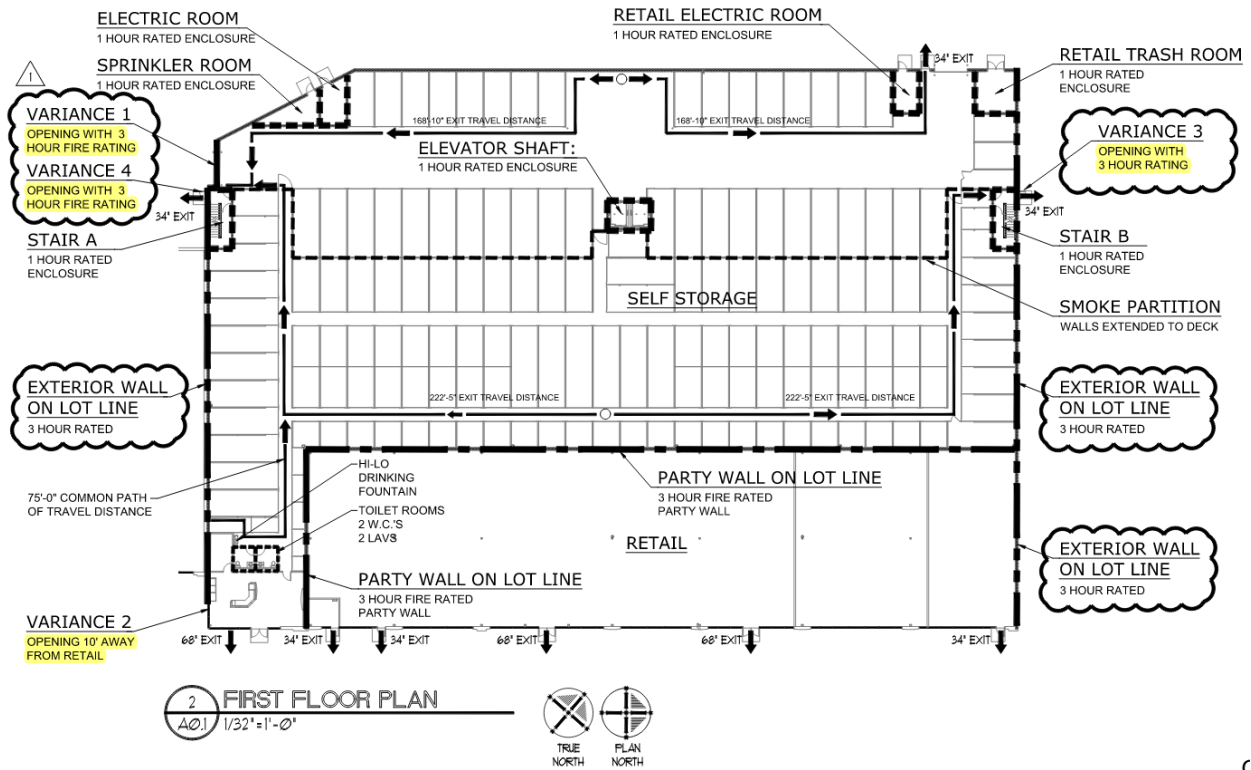 ELECTRIC ROOM
1 HOUR RATED ENCLOSURE
SPRINKLER ROOM
1 HOUR RATED ENCLOSURE
RETAIL ELECTRIC ROOM
1 HOUR RATED ENCLOSURE
34" EXIT
RETAIL TRASH ROOM
1 HOUR RATED
ENCLOSURE
1
VARIANCE 1
OPENING WITH 3
HOUR FIRE RATING
VARIANCE 4
OPENING WITH 3
HOUR FIRE RATING
34" EXIT
STAIR A
1 HOUR RATED
ENCLOSURE
168'-10" EXIT TRAVEL DISTANCE
168'-10" EXIT TRAVEL DISTANCE
ELEVATOR SHAFT:
1 HOUR RATED ENCLOSURE
VARIANCE 3
OPENING WITH
3 HOUR RATING
34" EXIT
STAIR B
1 HOUR RATED
ENCLOSURE
SELF STORAGE
SMOKE PARTITION
WALLS EXTENDED TO DECK
EXTERIOR WALL
ON LOT LINE
3 HOUR RATED
222'-5" EXIT TRAVEL DISTANCE
222'-5" EXIT TRAVEL DISTANCE
EXTERIOR WALL
ON LOT LINE
3 HOUR RATED
75'-0" COMMON PATH
OF TRAVEL DISTANCE
HI-LO
DRINKING
FOUNTAIN
TOILET ROOMS
2 W.C.'S
2 LAVS
PARTY WALL ON LOT LINE
3 HOUR FIRE RATED
PARTY WALL
RETAIL
EXTERIOR WALL
ON LOT LINE
3 HOUR RATED
PARTY WALL ON LOT LINE
3 HOUR FIRE RATED
PARTY WALL
VARIANCE 2
OPENING 10' AWAY
FROM RETAIL
68" EXIT
34" EXIT
34" EXIT
68" EXIT
68" EXIT
34" EXIT
2
A0.1
FIRST FLOOR PLAN
1/32"=1'-0"
TRUE
NORTH
PLAN
NORTH